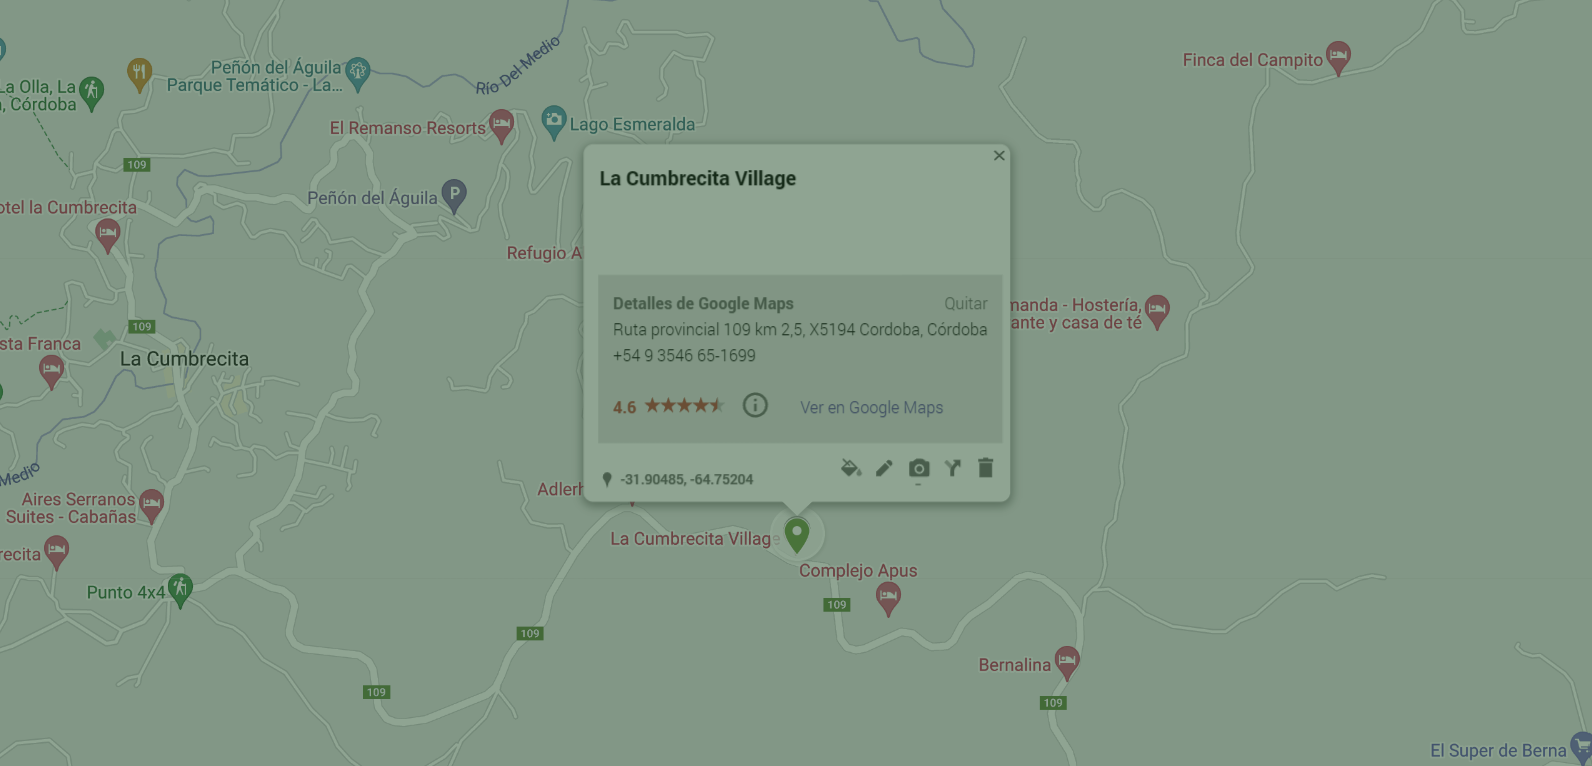 Finca del Campito
Peñón del Águila
Parque Temático - La...
Río Del Medio
La Olla, La
, Córdoba
El Remanso Resorts
Lago Esmeralda
109
Peñón del Águila
P
otel la Cumbrecita
Refugio A
La Cumbrecita Village
Detalles de Google Maps
Quitar
Ruta provincial 109 km 2,5, X5194 Cordoba, Córdoba
+54 9 3546 65-1699
4.6
Ver en Google Maps
-31.90485, -64.75204
manda - Hostería,
ante y casa de té
109
sta Franca
La Cumbrecita
Medio
Aires Serranos
Suites - Cabañas
Adlerh
La Cumbrecita Village
recita
Complejo Apus
Punto 4x4
109
109
Bernalina
109
109
El Super de Berna